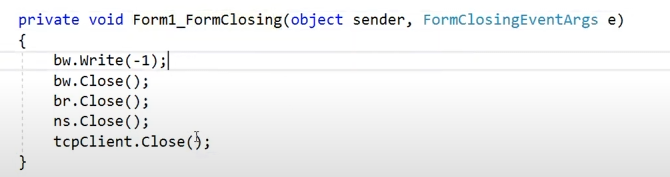 private void Form1_FormClosing(object sender, FormClosingEventArgs e)
{
bw.Write(-1);
bw.Close();
br.Close();
ns.Close();
tcpClient.Close();
}